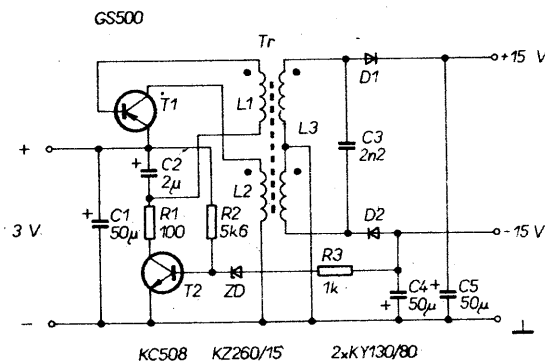 GS500
Tr
+15 V
D1
T1
L1
L3
+
C2
2µ
C3
2n2
L2
C1
50µ
R1
100
R2
5k6
D2
3 V
-15 V
R3
1k
T2
ZD
C4
50µ
C5
50µ
-
KC508 KZ260/15 2xKY130/80